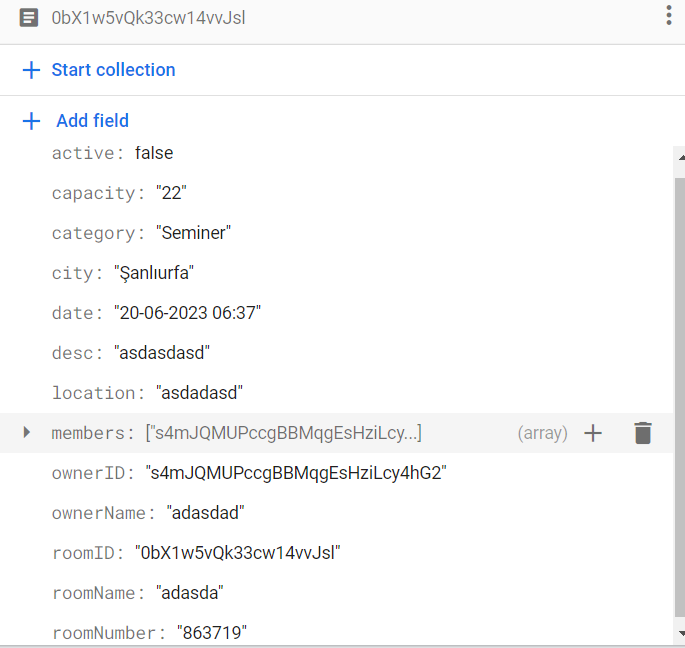 0bX1w5vQk33cw14vvJsl
Start collection
Add field
active: false
capacity: "22"
category: "Seminer"
city: "Şanlıurfa"
date: "20-06-2023 06:37"
desc: "asdasdasd"
location: "asdadasd"
members: ["s4mJQMUPccgBBMqgEsHziLcy...] (array)
ownerID: "s4mJQMUPccgBBMqgEsHziLcy4hG2"
ownerName: "adasdad"
roomID: "0bX1w5vQk33cw14vvJsl"
roomName: "adasda"
roomNumber: "863719"